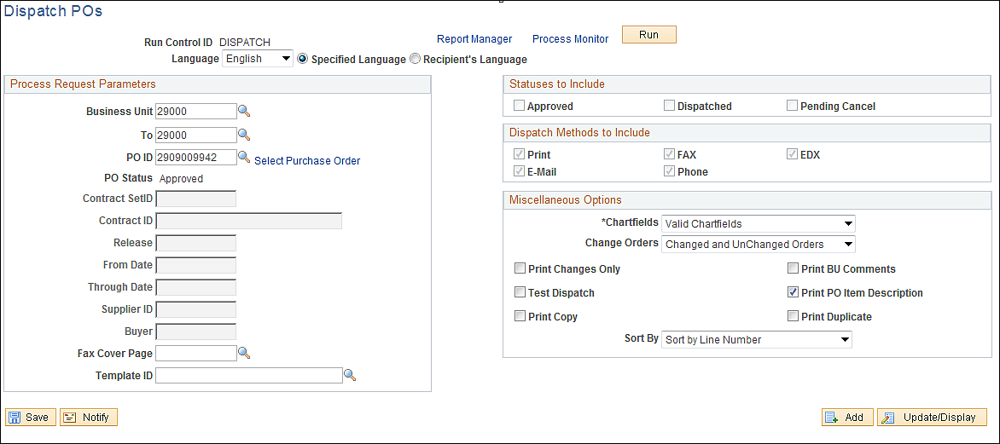 Dispatch POs
Run Control ID DISPATCH Report Manager Process Monitor Run
Language English Specified Language Recipient's Language
Process Request Parameters
Business Unit 29000
To 29000
PO ID 2909009942 Select Purchase Order
PO Status Approved
Contract SetID
Contract ID
Release
From Date
Through Date
Supplier ID
Buyer
Fax Cover Page
Template ID
Statuses to Include
Approved Dispatched Pending Cancel
Dispatch Methods to Include
Print FAX EDX
E-Mail Phone
Miscellaneous Options
*Chartfields Valid Chartfields
Change Orders Changed and UnChanged Orders
Print Changes Only Print BU Comments
Test Dispatch Print PO Item Description
Print Copy Print Duplicate
Sort By Sort by Line Number
Save Notify Add Update/Display